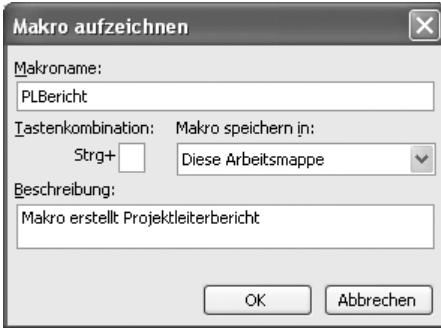 Makro aufzeichnen
Makroname:
PLBericht
Tastenkombination: Makro speichern in:
Strg+ Diese Arbeitsmappe
Beschreibung:
Makro erstellt Projektleiterbericht
OK Abbrechen